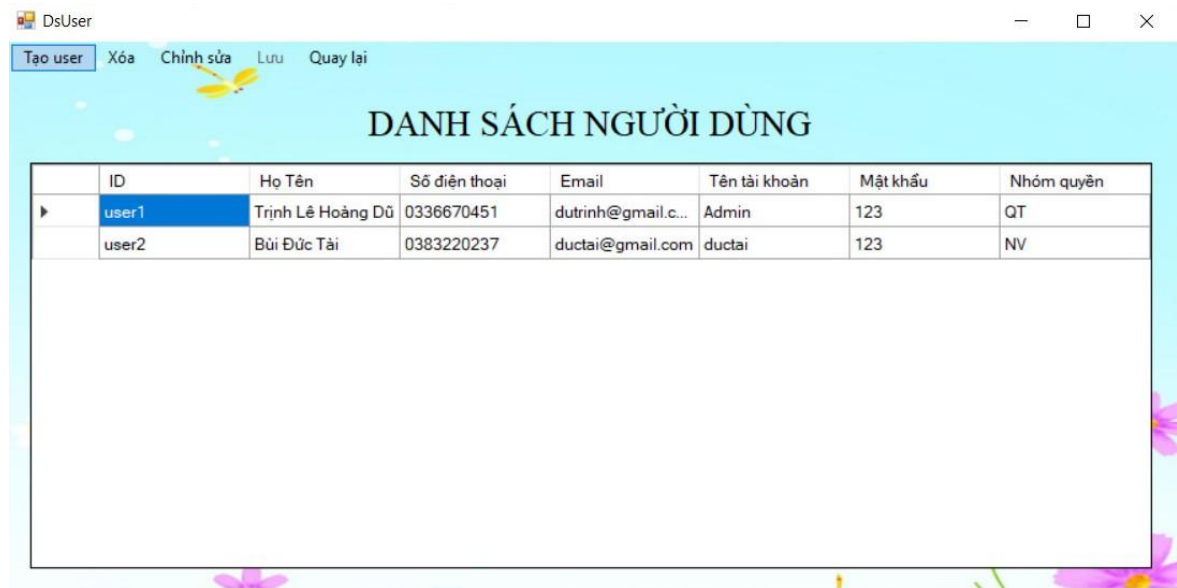 DsUser
Tạo user Xóa Chỉnh sửa Lưu Quay lại
DANH SÁCH NGƯỜI DÙNG
ID Họ Tên Số điện thoại Email Tên tài khoản Mật khẩu Nhóm quyền
user1 Trịnh Lê Hoàng Dũ 0336670451 dutrinh@gmail.c... Admin 123 QT
user2 Bùi Đức Tài 0383220237 ductai@gmail.com ductai 123 NV